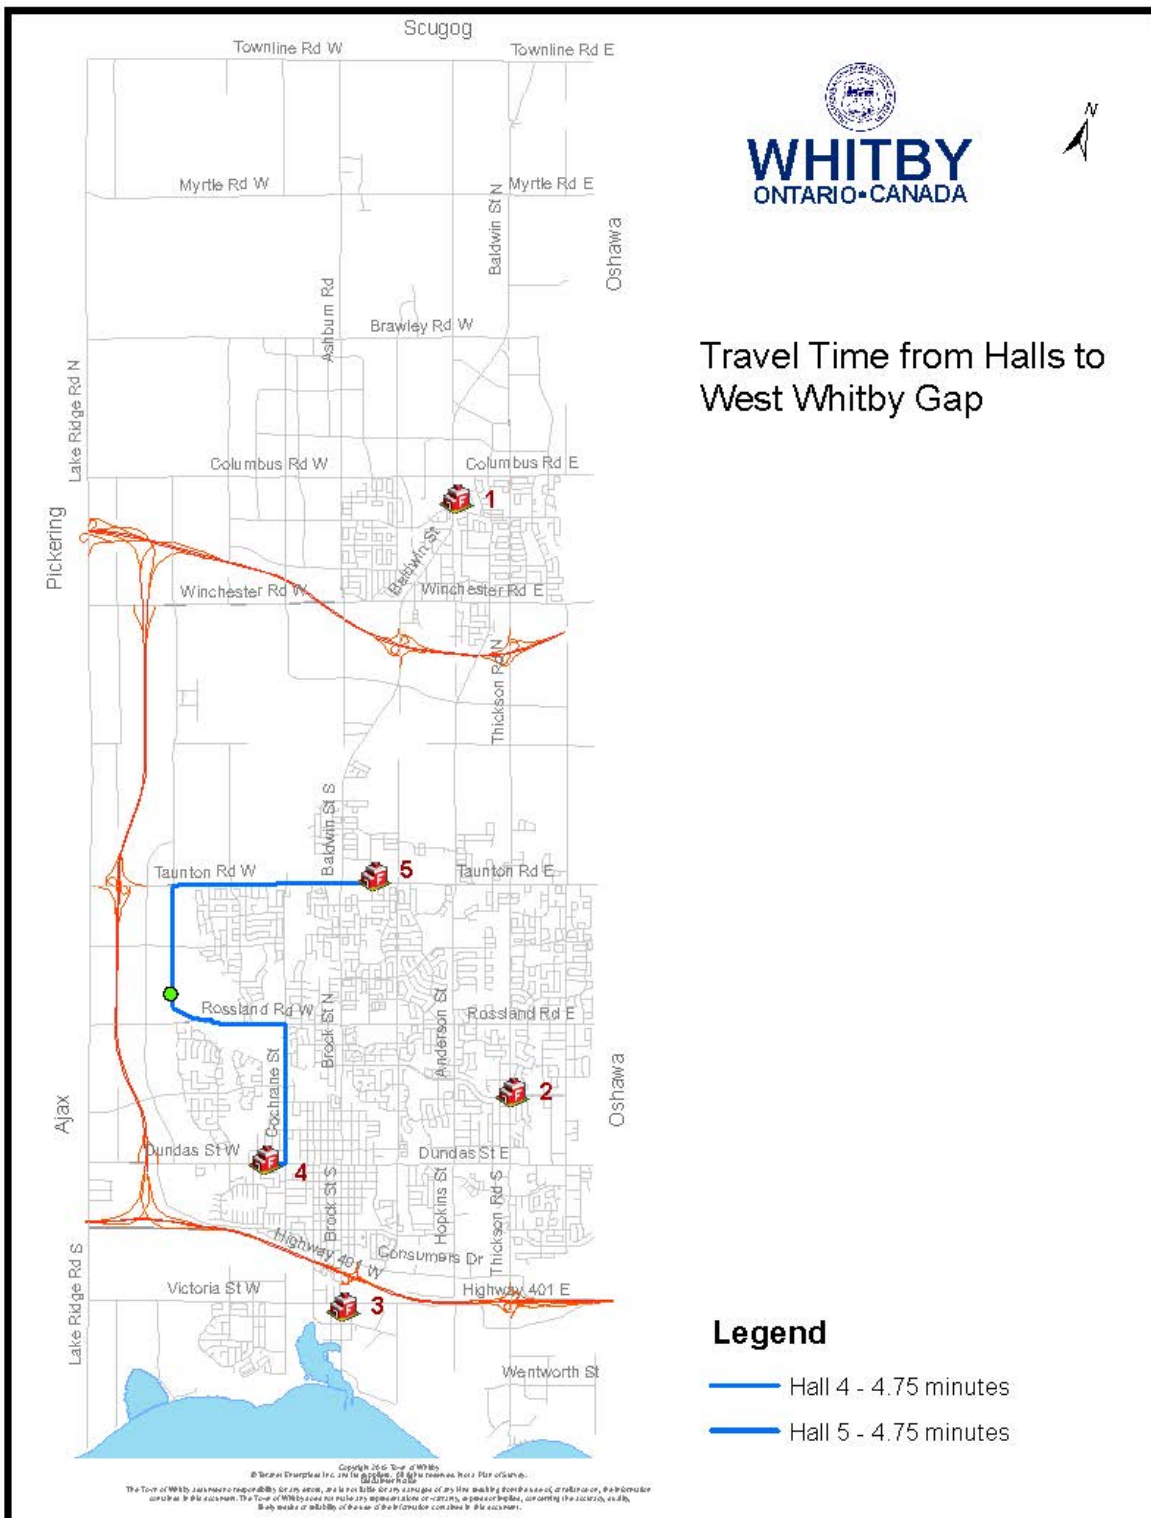 Scugog
Townline Rd W
Townline Rd E
WHITBY
ONTARIO•CANADA
N
Myrtle Rd W
Myrtle Rd E
Baldwin St N
Oshawa
Ashburn Rd
Brawley Rd W
Travel Time from Halls to
West Whitby Gap
Lake Ridge Rd N
Columbus Rd W
Columbus Rd E
1
Pickering
Baldwin St
Winchester Rd W
Winchester Rd E
Thickson Rd N
Baldwin St S
Taunton Rd W
5
Taunton Rd E
Rossland Rd W
Brock St N
Anderson St
Rossland Rd E
Cochrane St
2
Oshawa
Ajax
Dundas St W
4
Dundas St E
Brock St S
Hopkins St
Thickson Rd S
Highway 401 W
Consumers Dr
Lake Ridge Rd S
Victoria St W
Highway 401 E
3
Wentworth St
Legend
Hall 4 - 4.75 minutes
Hall 5 - 4.75 minutes